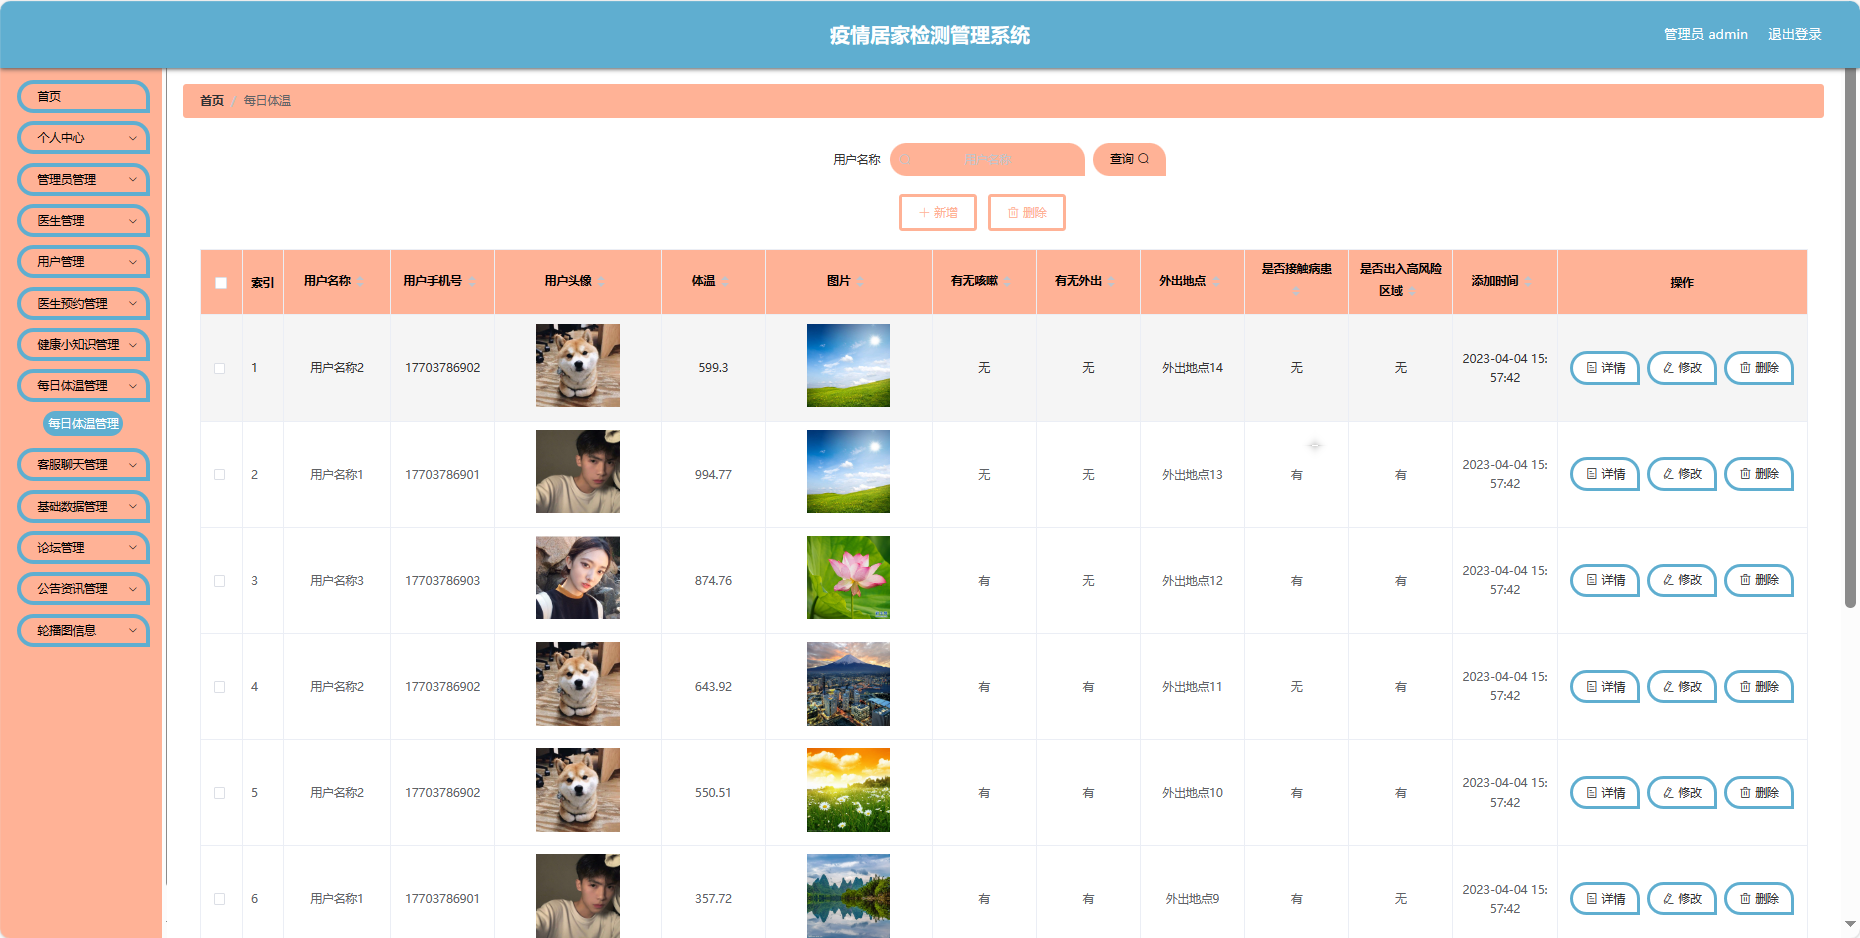 疫情居家检测管理系统
管理员 admin 退出登录
首页
个人中心
管理员管理
医生管理
用户管理
医生预约管理
健康小知识管理
每日体温管理
每日体温管理
客服聊天管理
基础数据管理
论坛管理
公告资讯管理
轮播图信息
首页 / 每日体温
用户名称 用户名称 查询
+ 新增 删除
索引 用户名称 用户手机号 用户头像 体温 图片 有无咳嗽 有无外出 外出地点 是否接触病患 是否出入高风险区域 添加时间 操作
1 用户名称2 17703786902 599.3 无 无 外出地点14 无 无 2023-04-04 15:57:42 详情 修改 删除
2 用户名称1 17703786901 994.77 无 无 外出地点13 有 有 2023-04-04 15:57:42 详情 修改 删除
3 用户名称3 17703786903 874.76 有 无 外出地点12 有 有 2023-04-04 15:57:42 详情 修改 删除
4 用户名称2 17703786902 643.92 有 有 外出地点11 无 有 2023-04-04 15:57:42 详情 修改 删除
5 用户名称2 17703786902 550.51 有 有 外出地点10 有 有 2023-04-04 15:57:42 详情 修改 删除
6 用户名称1 17703786901 357.72 有 有 外出地点9 有 无 2023-04-04 15:57:42 详情 修改 删除